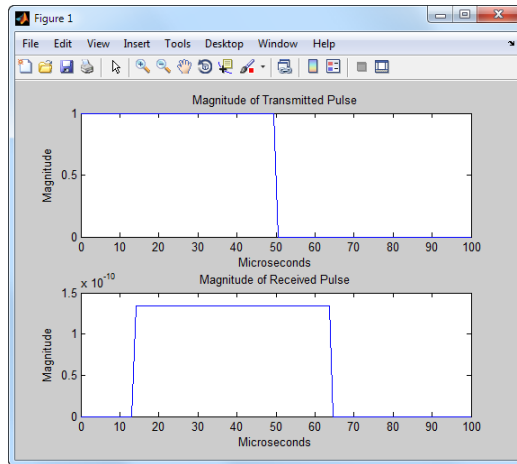 Figure 1
File Edit View Insert Tools Desktop Window Help
Magnitude of Transmitted Pulse
1
0.5
0
Magnitude
0 10 20 30 40 50 60 70 80 90 100
Microseconds
Magnitude of Received Pulse
x 10^-10
1.5
1
0.5
0
Magnitude
0 10 20 30 40 50 60 70 80 90 100
Microseconds